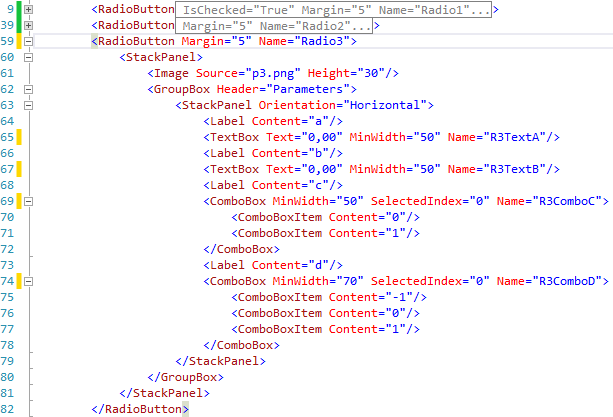 9 <RadioButton IsChecked="True" Margin="5" Name="Radio1"...>
39 <RadioButton Margin="5" Name="Radio2"...>
59 <RadioButton Margin="5" Name="Radio3">
60 <StackPanel>
61 <Image Source="p3.png" Height="30"/>
62 <GroupBox Header="Parameters">
63 <StackPanel Orientation="Horizontal">
64 <Label Content="a"/>
65 <TextBox Text="0,00" MinWidth="50" Name="R3TextA"/>
66 <Label Content="b"/>
67 <TextBox Text="0,00" MinWidth="50" Name="R3TextB"/>
68 <Label Content="c"/>
69 <ComboBox MinWidth="50" SelectedIndex="0" Name="R3ComboC">
70 <ComboBoxItem Content="0"/>
71 <ComboBoxItem Content="1"/>
72 </ComboBox>
73 <Label Content="d"/>
74 <ComboBox MinWidth="70" SelectedIndex="0" Name="R3ComboD">
75 <ComboBoxItem Content="-1"/>
76 <ComboBoxItem Content="0"/>
77 <ComboBoxItem Content="1"/>
78 </ComboBox>
79 </StackPanel>
80 </GroupBox>
81 </StackPanel>
82 </RadioButton>